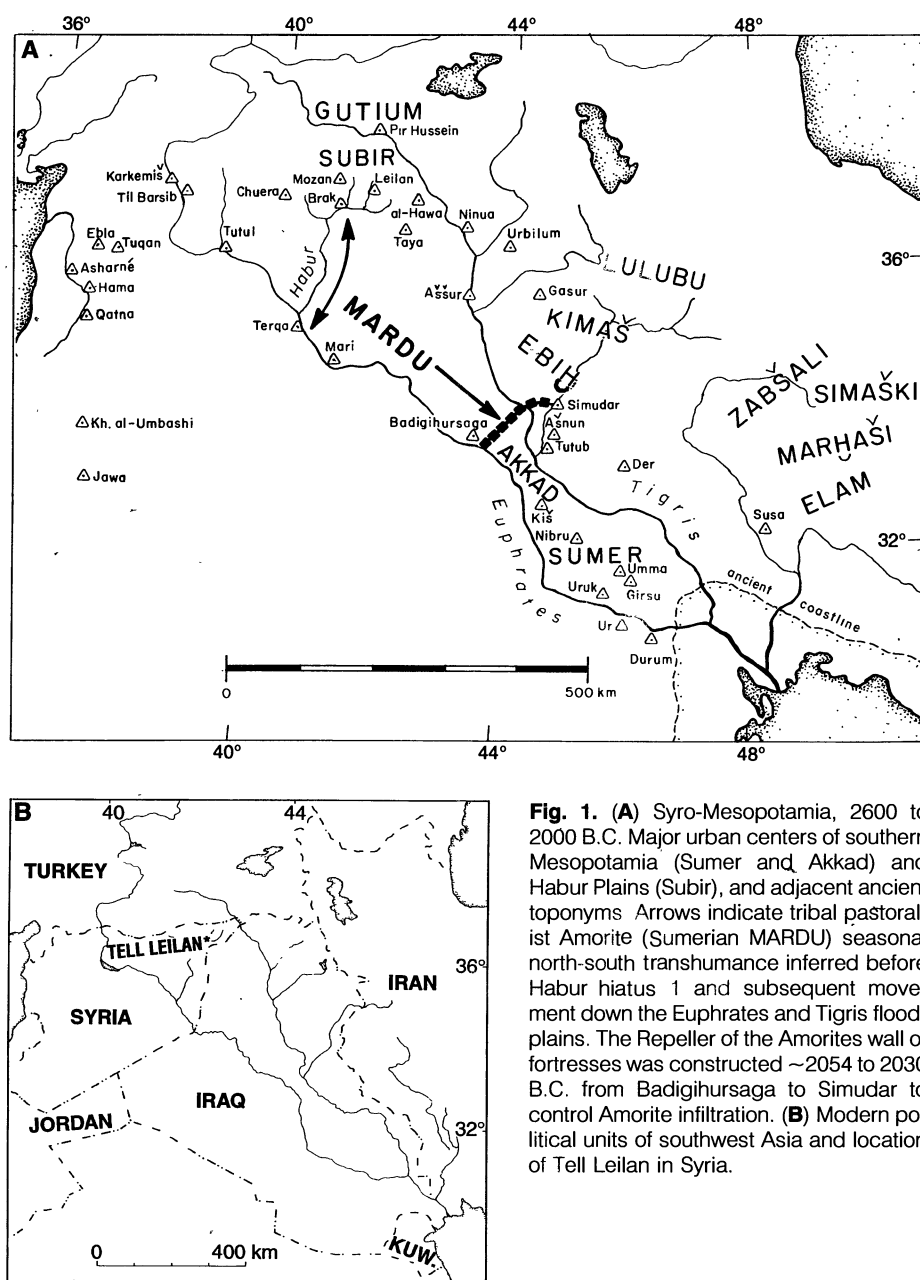 36°
40°
44°
48°
A
GUTIUM
Pır Hussein
SUBIR
Karkemiš
Til Barsib
Chuera
Mozan
Leilan
Brak
al-Hawa
Taya
Ninua
Urbilum
Ebla
Tuqan
Tutul
Asharné
Hama
Qatna
Habur
LULUBU
36°
Aššur
Gasur
KIMAŠ
Terqa
MARDU
EBIH
Mari
ZABŠALI
SIMAŠKI
Simudar
Badigihursaga
Ašnun
Tutub
Kh. al-Umbashi
MARHAŠI
AKKAD
Der
Jawa
Tigris
ELAM
Kiš
Susa
Euphrates
Nibru
32°
SUMER
Umma
Uruk
Girsu
ancient
coastline
Ur
Durum
0
500 km
40°
44°
48°
B
40
44
TURKEY
TELL LEILAN*
36°
IRAN
SYRIA
IRAQ
JORDAN
32°
0
400 km
KUW.
Fig. 1. (A) Syro-Mesopotamia, 2600 to
2000 B.C. Major urban centers of southern
Mesopotamia (Sumer and Akkad) and
Habur Plains (Subir), and adjacent ancien
toponyms Arrows indicate tribal pastoral-
ist Amorite (Sumerian MARDU) seasona
north-south transhumance inferred before
Habur hiatus 1 and subsequent move-
ment down the Euphrates and Tigris flood-
plains. The Repeller of the Amorites wall o
fortresses was constructed ~2054 to 2030
B.C. from Badigihursaga to Simudar to
control Amorite infiltration. (B) Modern po-
litical units of southwest Asia and location
of Tell Leilan in Syria.